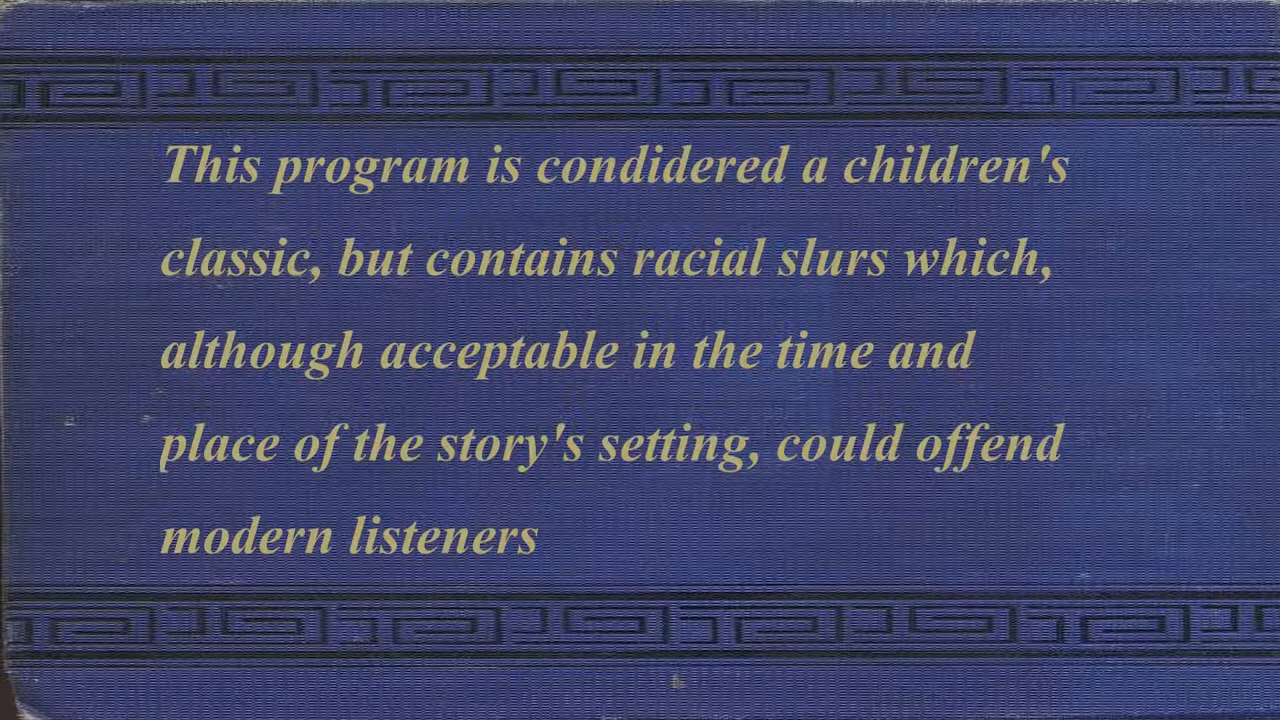 This program is condidered a children's
classic, but contains racial slurs which,
although acceptable in the time and
place of the story's setting, could offend
modern listeners